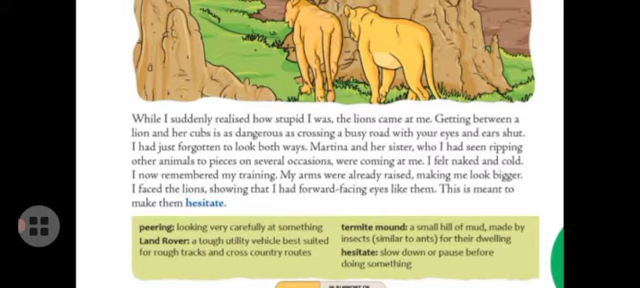 While I suddenly realised how stupid I was, the lions came at me. Getting between a
lion and her cubs is as dangerous as crossing a busy road with your eyes and ears shut.
I had just forgotten to look both ways. Martina and her sister, who I had seen ripping
other animals to pieces on several occasions, were coming at me. I felt naked and cold.
I now remembered my training. My arms were already raised, making me look bigger.
I faced the lions, showing that I had forward-facing eyes like them. This is meant to
make them hesitate.
peering: looking very carefully at something
Land Rover: a tough utility vehicle best suited
for rough tracks and cross country routes
termite mound: a small hill of mud, made by
insects (similar to ants) for their dwelling
hesitate: slow down or pause before
doing something
IN SUPPORT OF